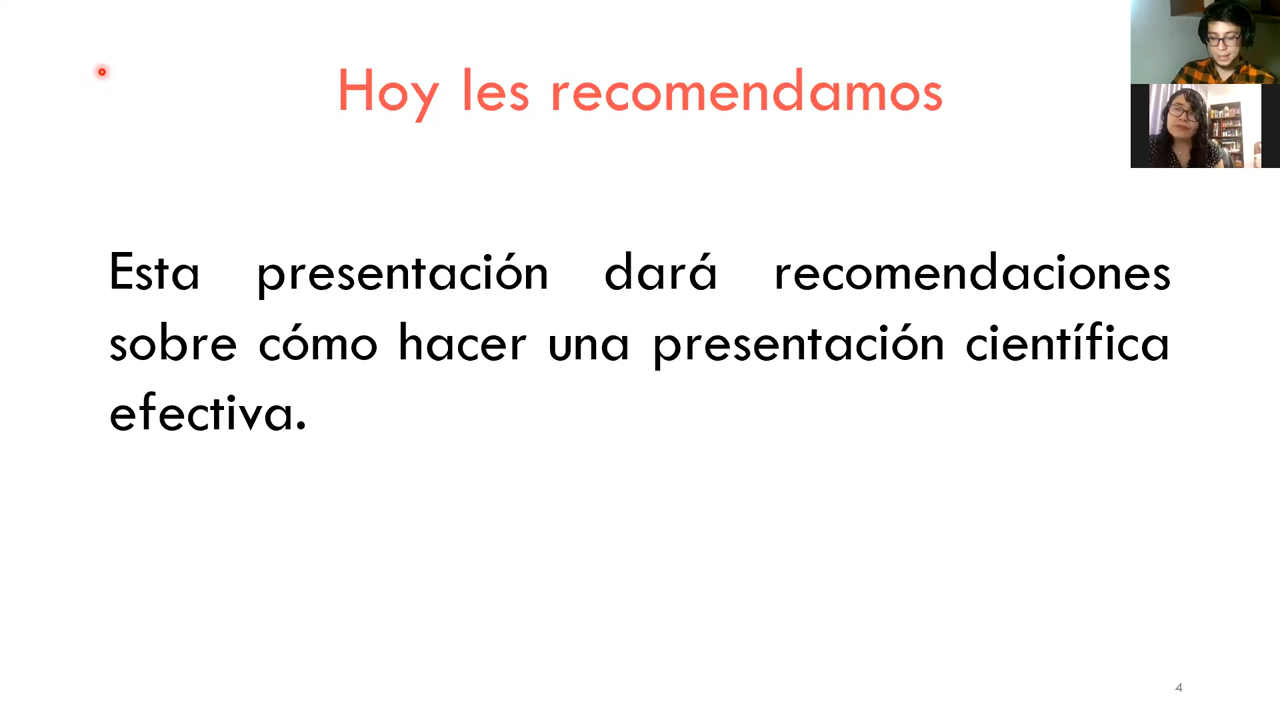 Hoy les recomendamos
Esta presentación dará recomendaciones
sobre cómo hacer una presentación científica
efectiva.
4